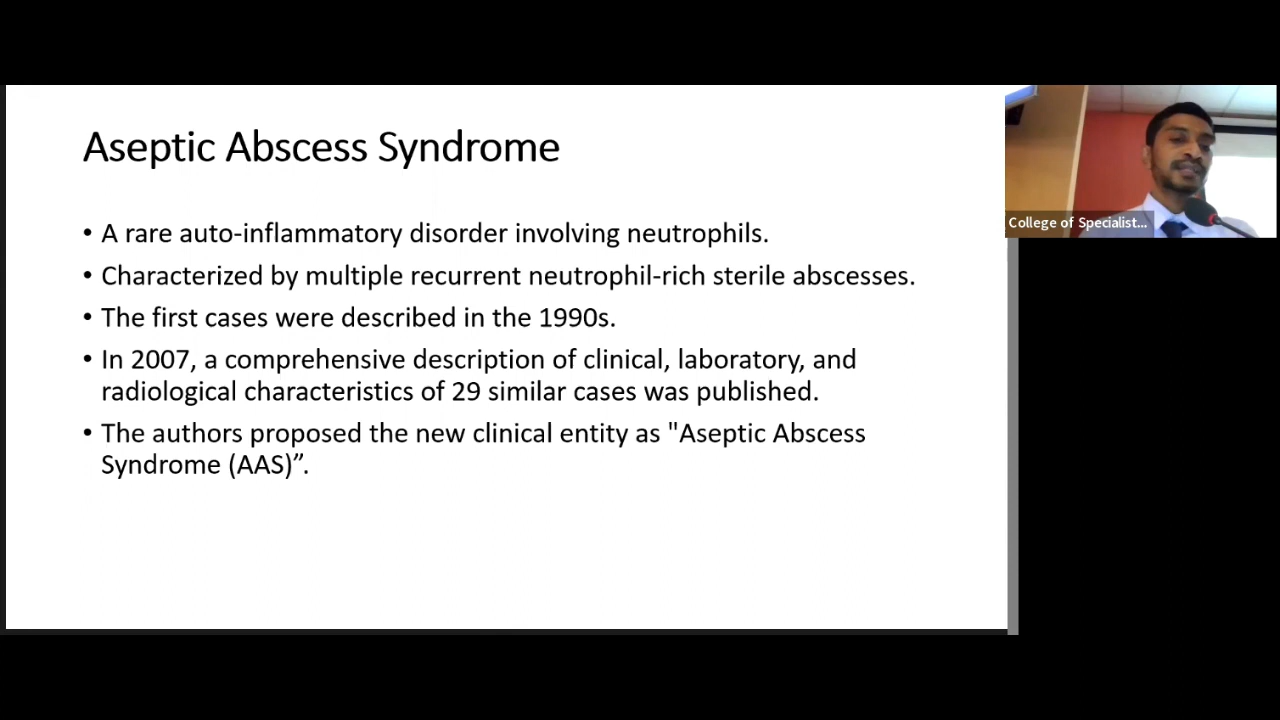 Aseptic Abscess Syndrome
• A rare auto-inflammatory disorder involving neutrophils.
• Characterized by multiple recurrent neutrophil-rich sterile abscesses.
• The first cases were described in the 1990s.
• In 2007, a comprehensive description of clinical, laboratory, and
radiological characteristics of 29 similar cases was published.
• The authors proposed the new clinical entity as "Aseptic Abscess
Syndrome (AAS)”.
College of Specialist...